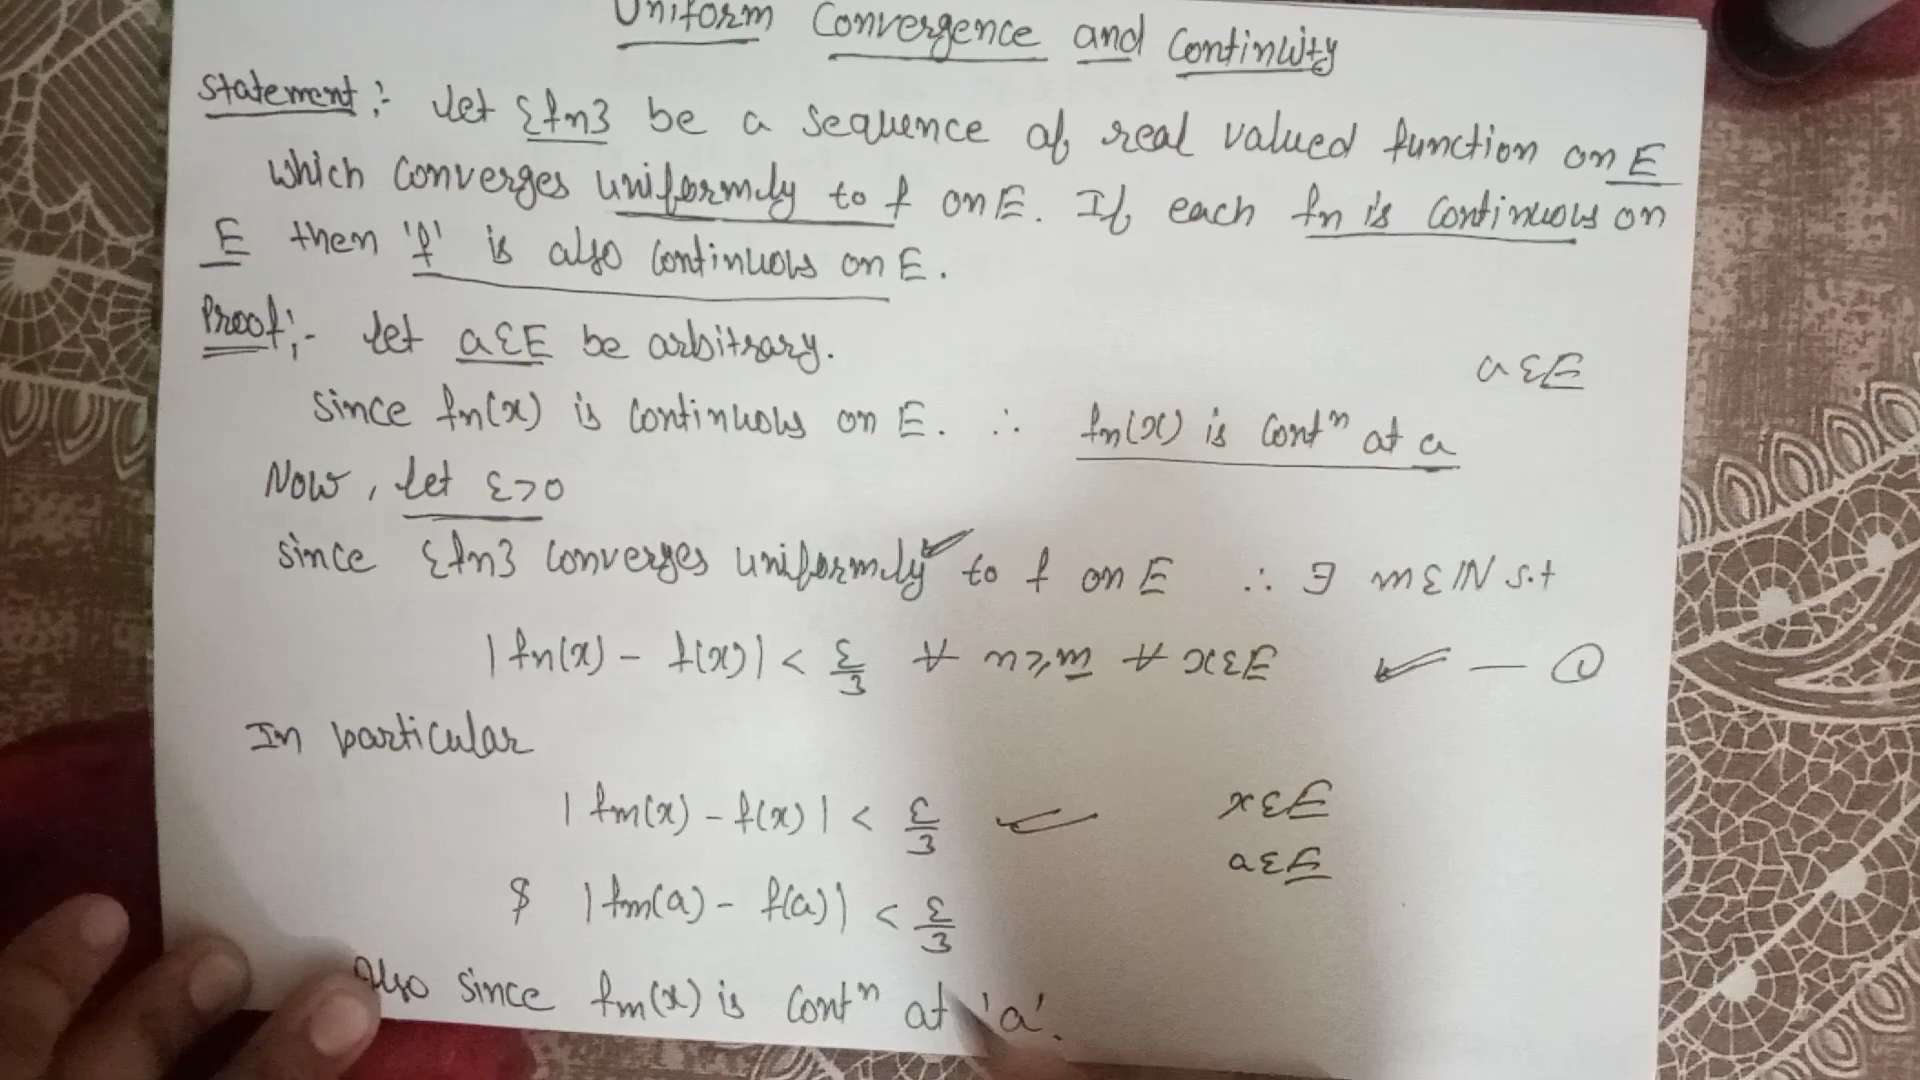 Uniform Convergence and Continuity
Statement :- Let {fn} be a sequence of real valued function on E
which converges uniformly to f on E. If each fn is continuous on
E then 'f' is also continuous on E.
Proof :- Let a ∈ E be arbitrary.
a ∈ E
Since fn(x) is continuous on E. ∴ fn(x) is contn at a
Now, let ε>0
Since {fn} converges uniformly to f on E ∴ ∃ m ∈ IN s.t
|fn(x) - f(x)| < ε/3 ∀ n ≥ m ∀ x ∈ E — ①
In particular
|fm(x) - f(x)| < ε/3
x ∈ E
a ∈ E
$ |fm(a) - f(a)| < ε/3
Also since fm(x) is contn at 'a'.